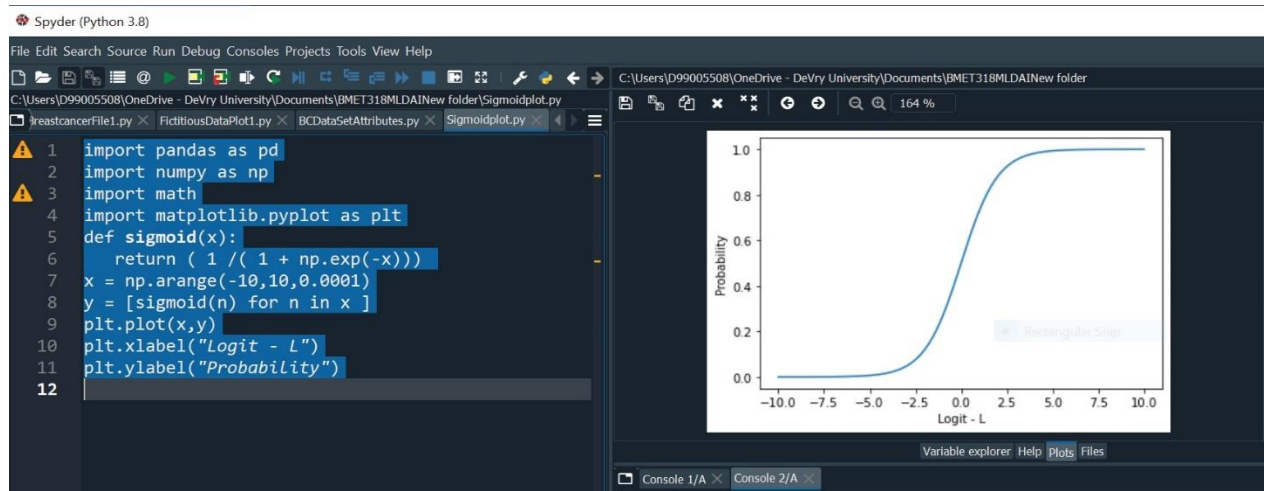 Spyder (Python 3.8)
File Edit Search Source Run Debug Consoles Projects Tools View Help
C:\Users\D99005508\OneDrive - DeVry University\Documents\BMET318MLDAINew folder
C:\Users\D99005508\OneDrive - DeVry University\Documents\BMET318MLDAINew folder\Sigmoidplot.py
164 %
reastcancerFile1.py FictitiousDataPlot1.py BCDataSetAttributes.py Sigmoidplot.py
1 import pandas as pd
2 import numpy as np
3 import math
4 import matplotlib.pyplot as plt
5 def sigmoid(x):
6 return ( 1 /( 1 + np.exp(-x)))
7 x = np.arange(-10,10,0.0001)
8 y = [sigmoid(n) for n in x ]
9 plt.plot(x,y)
10 plt.xlabel("Logit - L")
11 plt.ylabel("Probability")
12
1.0
0.8
0.6
0.4
0.2
0.0
Probability
Rectangular Snip
−10.0 −7.5 −5.0 −2.5 0.0 2.5 5.0 7.5 10.0
Logit - L
Variable explorer Help Plots Files
Console 1/A Console 2/A